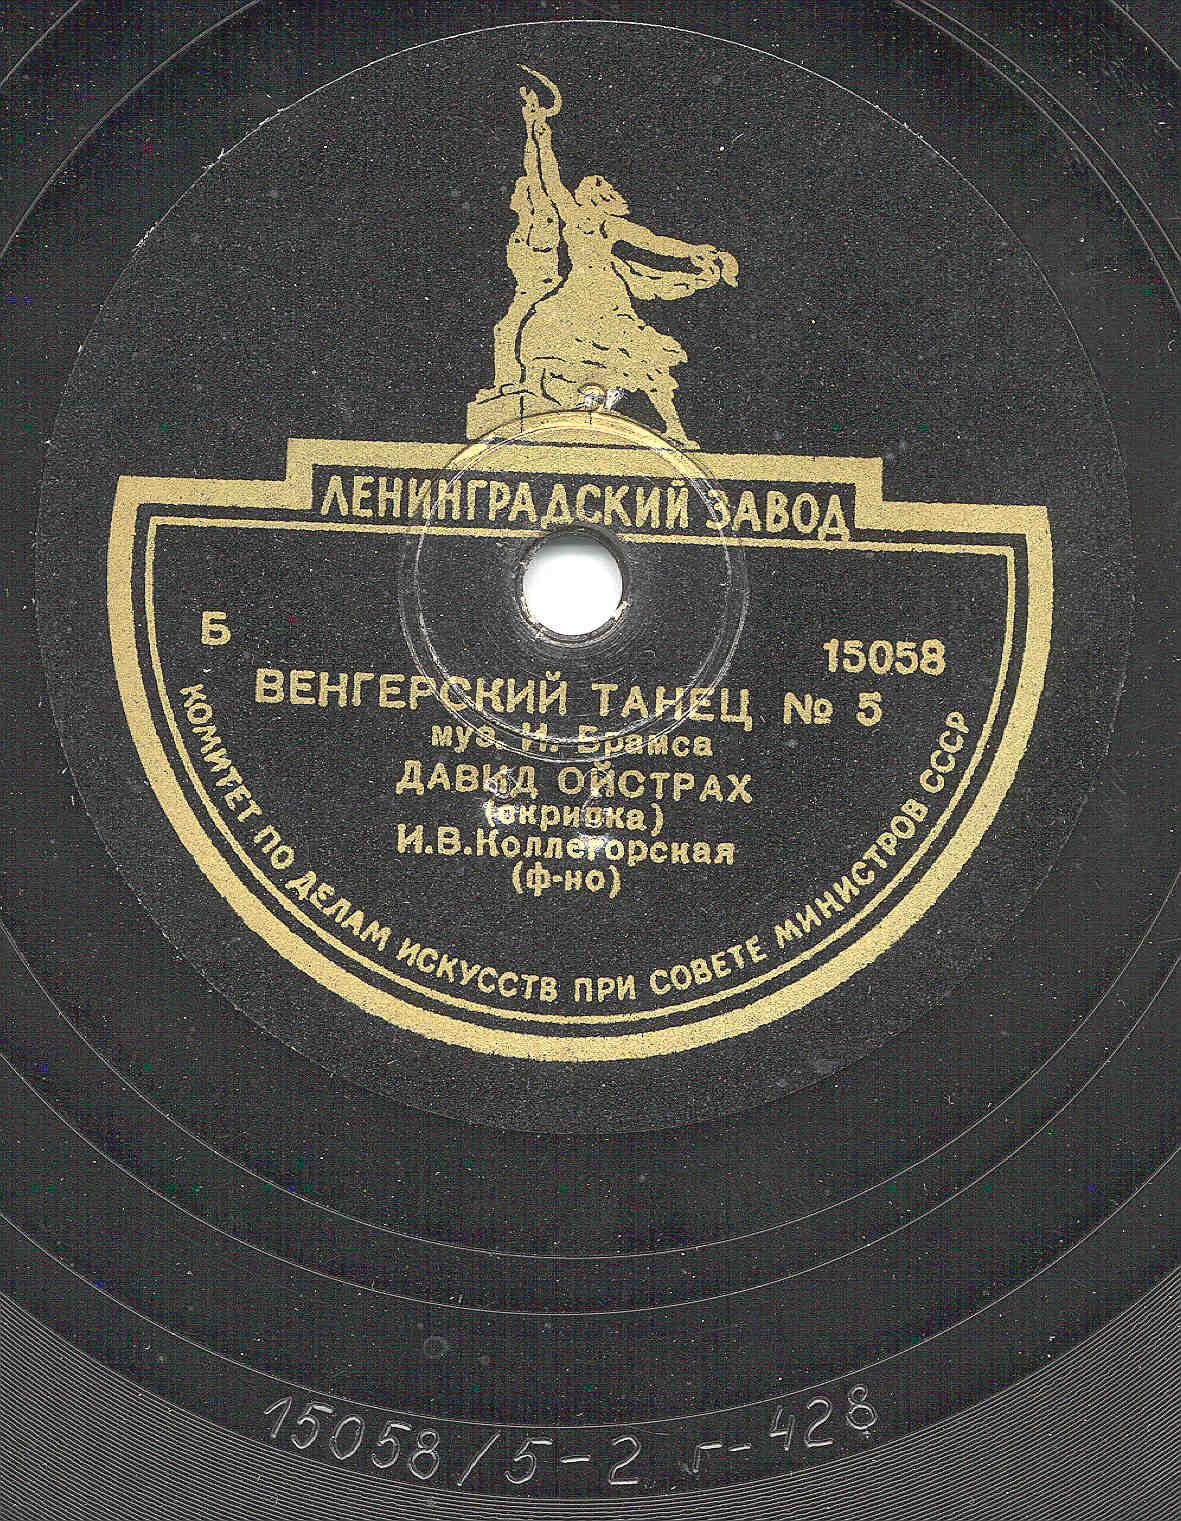 ЛЕНИНГРАДСКИЙ ЗАВОД
Б
15058
ВЕНГЕРСКИЙ ТАНЕЦ № 5
муз. И. Брамса
ДАВИД ОЙСТРАХ
(скрипка)
И.В.Коллегорская
(ф-но)
КОМИТЕТ ПО ДЕЛАМ ИСКУССТВ ПРИ СОВЕТЕ МИНИСТРОВ СССР
15058/5-2 г-428